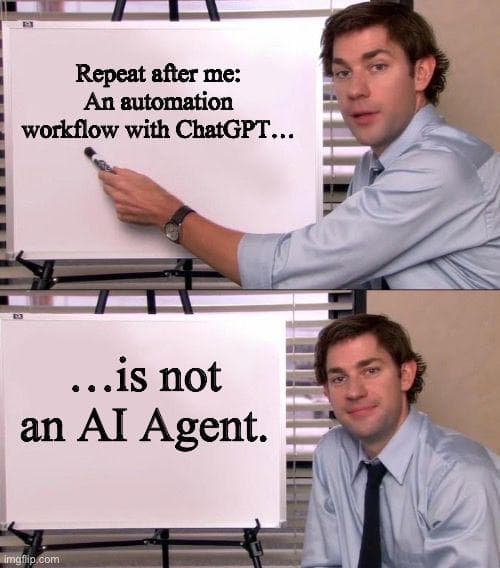 Repeat after me:
An automation
workflow with ChatGPT…
…is not
an AI Agent.
imgflip.com